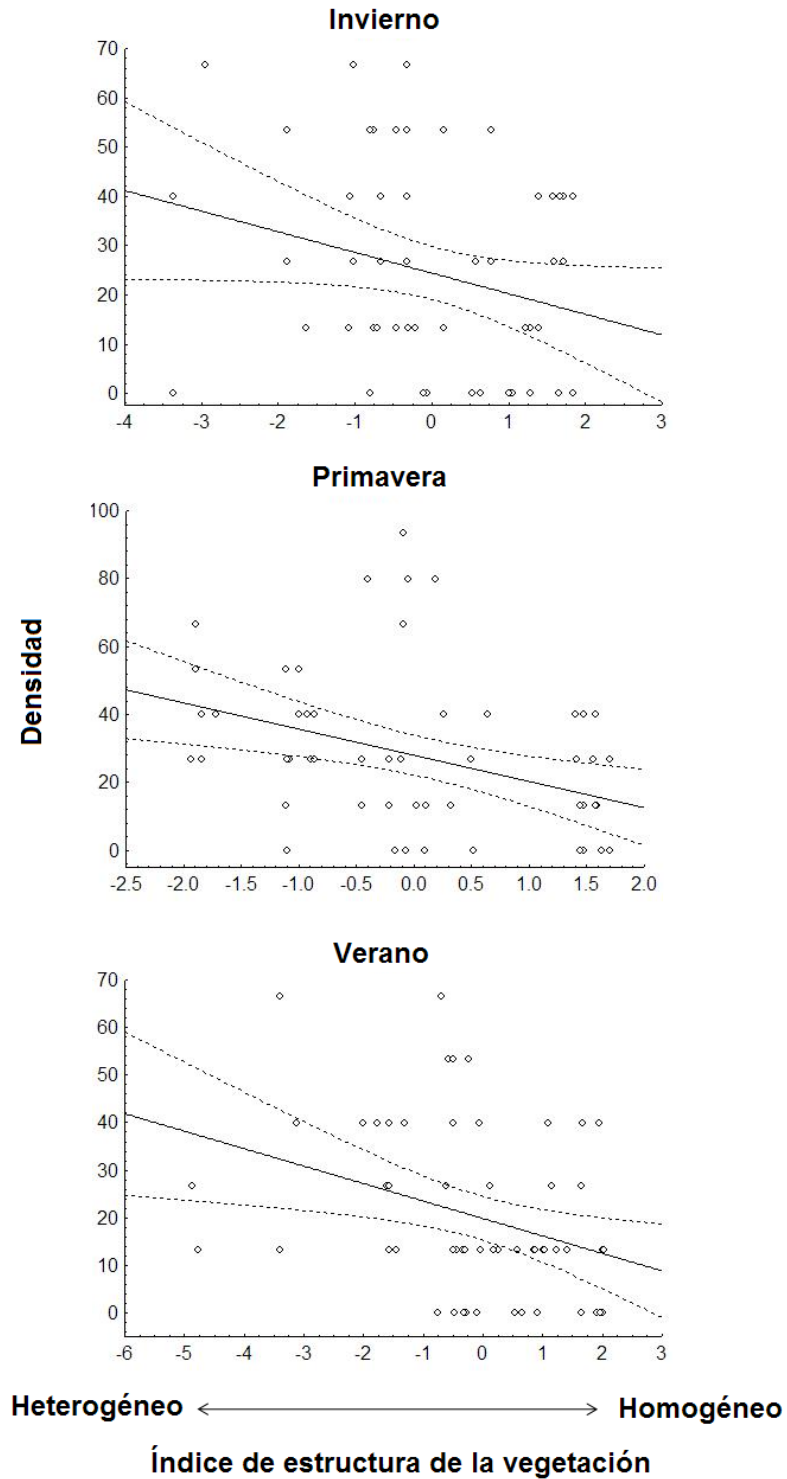 Invierno
70
60
50
40
30
20
10
0
-4 -3 -2 -1 0 1 2 3
Primavera
100
80
60
40
20
0
-2.5 -2.0 -1.5 -1.0 -0.5 0.0 0.5 1.0 1.5 2.0
Densidad
Verano
70
60
50
40
30
20
10
0
-6 -5 -4 -3 -2 -1 0 1 2 3
Heterogéneo Homogéneo
Índice de estructura de la vegetación